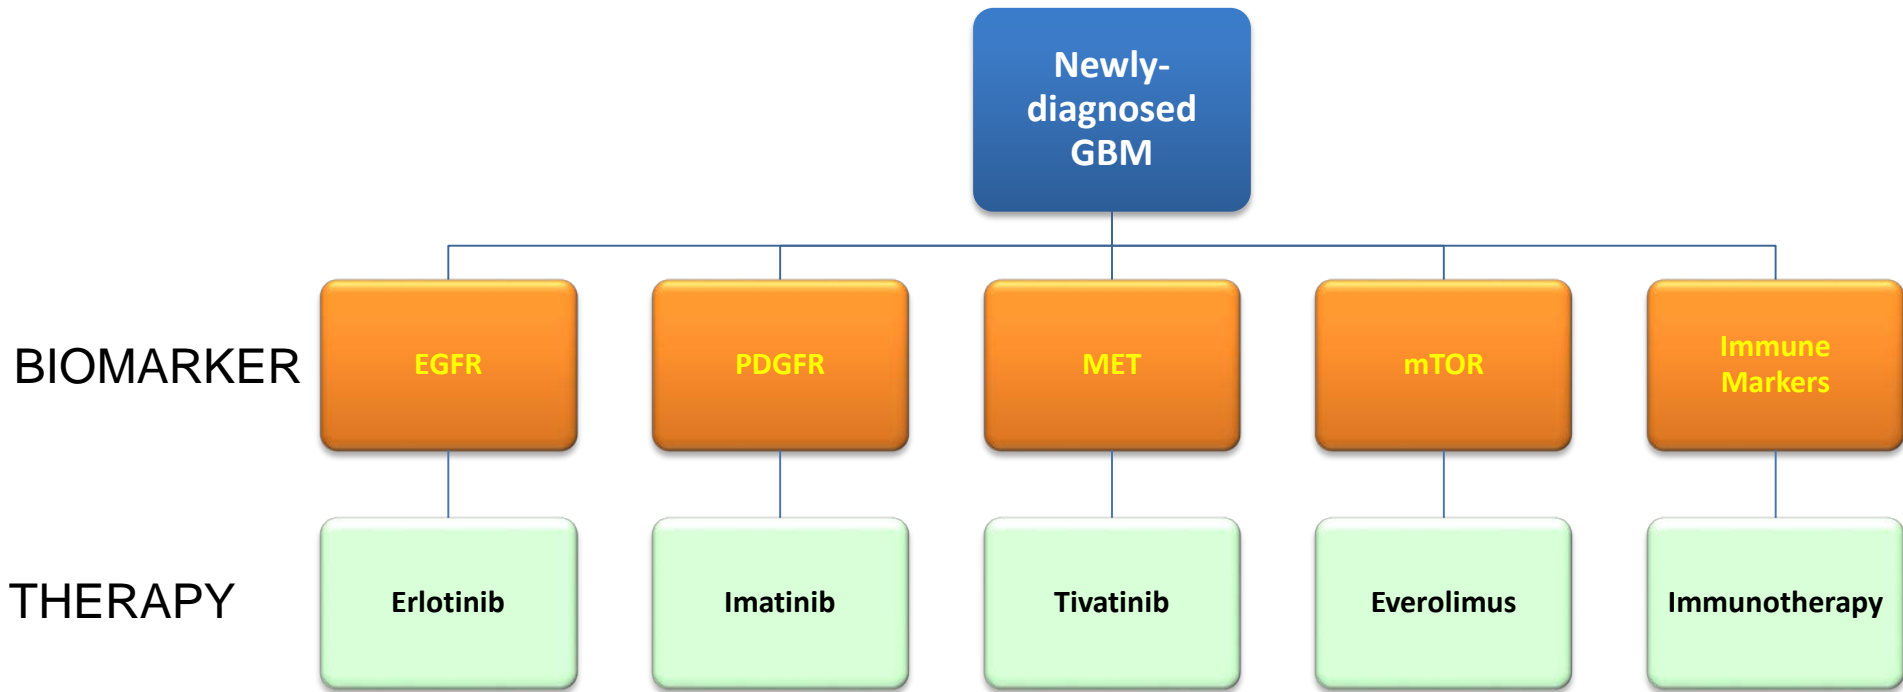 Newly-
diagnosed
GBM
BIOMARKER
EGFR
PDGFR
MET
mTOR
Immune
Markers
THERAPY
Erlotinib
Imatinib
Tivatinib
Everolimus
Immunotherapy